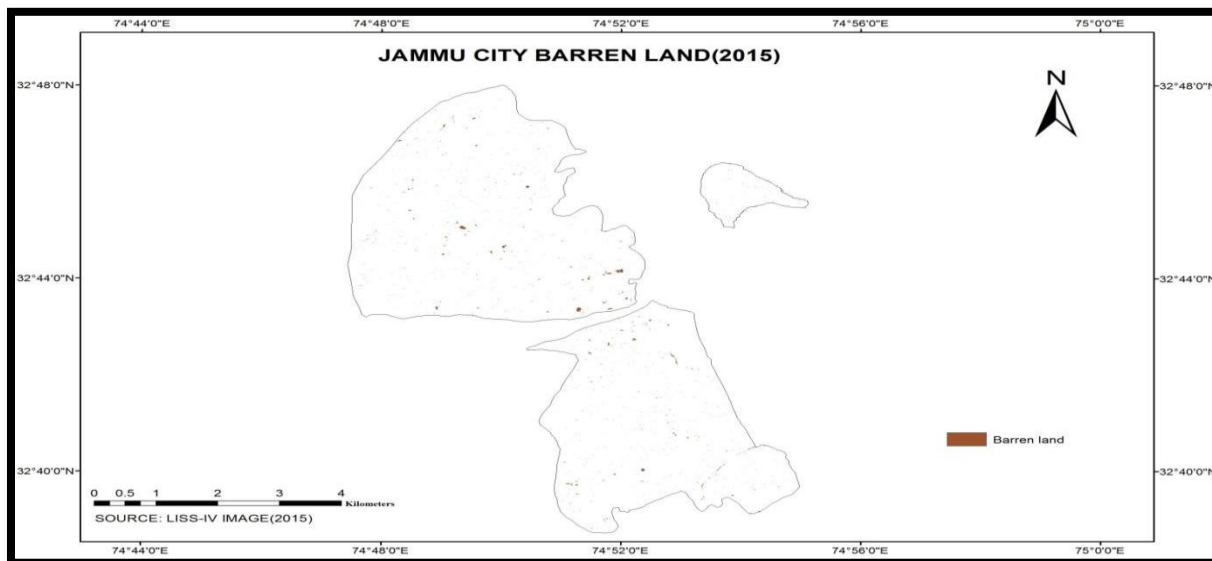 74°44'0"E 74°48'0"E 74°52'0"E 74°56'0"E 75°0'0"E
JAMMU CITY BARREN LAND(2015)
N
32°48'0"N 32°48'0"N
32°44'0"N 32°44'0"N
Barren land
32°40'0"N 32°40'0"N
0 0.5 1 2 3 4
Kilometers
SOURCE: LISS-IV IMAGE(2015)
74°44'0"E 74°48'0"E 74°52'0"E 74°56'0"E 75°0'0"E